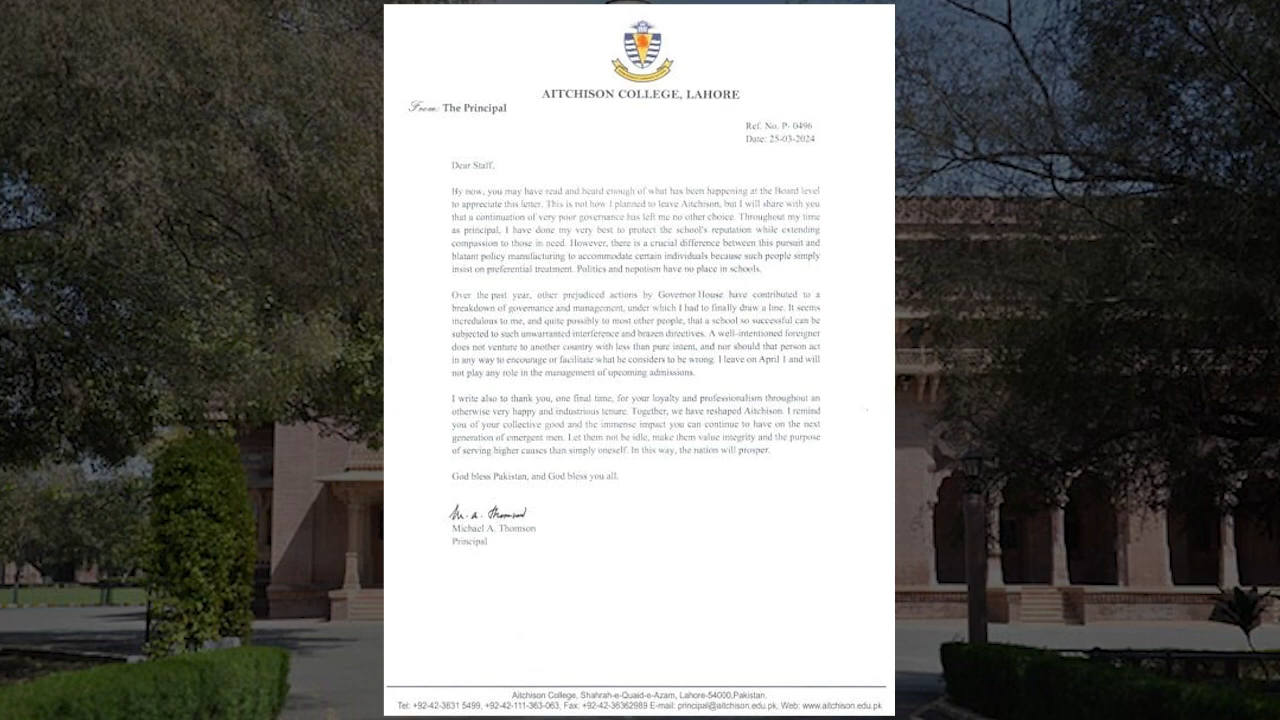 AITCHISON COLLEGE, LAHORE
From: The Principal
Ref. No. P- 0496
Date: 25-03-2024
Dear Staff,
By now, you may have read and heard enough of what has been happening at the Board level
to appreciate this letter. This is not how I planned to leave Aitchison, but I will share with you
that a continuation of very poor governance has left me no other choice. Throughout my time
as principal, I have done my very best to protect the school's reputation while extending
compassion to those in need. However, there is a crucial difference between this pursuit and
blatant policy manufacturing to accommodate certain individuals because such people simply
insist on preferential treatment. Politics and nepotism have no place in schools.
Over the past year, other prejudiced actions by Governor House have contributed to a
breakdown of governance and management, under which I had to finally draw a line. It seems
incredulous to me, and quite possibly to most other people, that a school so successful can be
subjected to such unwarranted interference and brazen directives. A well-intentioned foreigner
does not venture to another country with less than pure intent, and nor should that person act
in any way to encourage or facilitate what he considers to be wrong. I leave on April 1 and will
not play any role in the management of upcoming admissions.
I write also to thank you, one final time, for your loyalty and professionalism throughout an
otherwise very happy and industrious tenure. Together, we have reshaped Aitchison. I remind
you of your collective good and the immense impact you can continue to have on the next
generation of emergent men. Let them not be idle, make them value integrity and the purpose
of serving higher causes than simply oneself. In this way, the nation will prosper.
God bless Pakistan, and God bless you all.
M. A. Thomson
Michael A. Thomson
Principal
Aitchison College, Shahrah-e-Quaid-e-Azam, Lahore-54000,Pakistan.
Tel: +92-42-3631 5499, +92-42-111-363-063, Fax: +92-42-36362989 E-mail: principal@aitchison.edu.pk, Web: www.aitchison.edu.pk